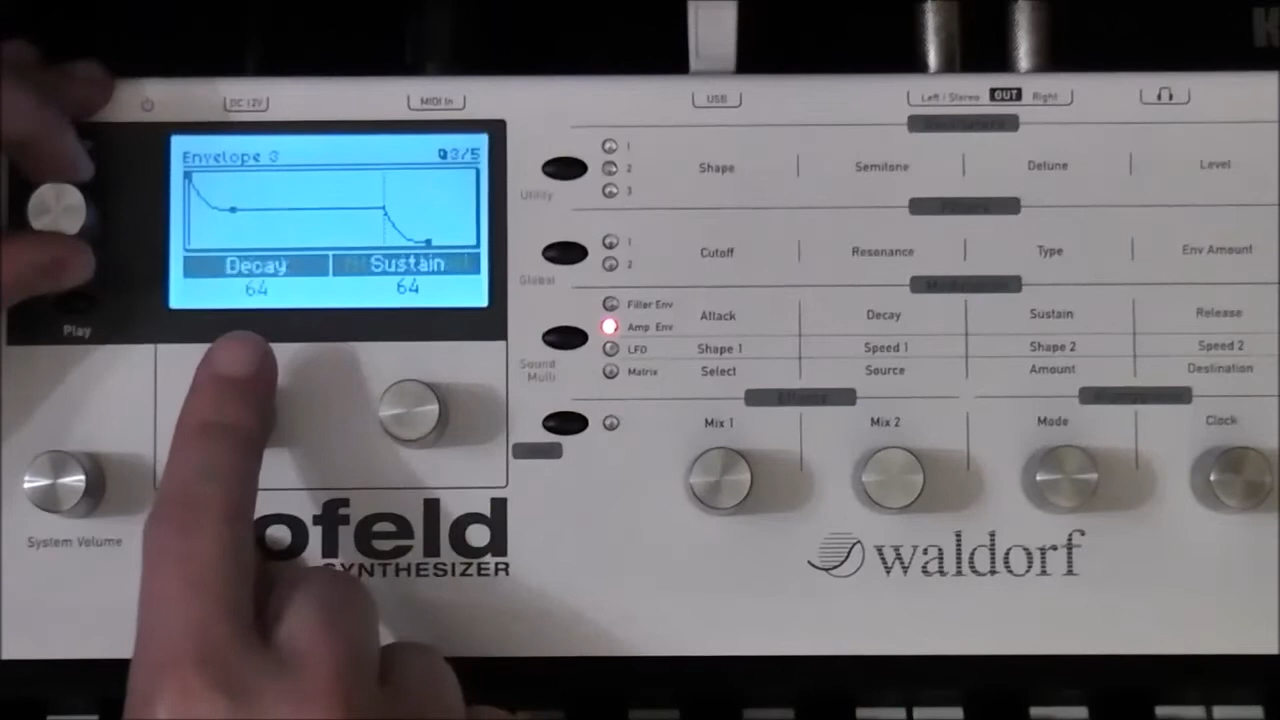 DC 12V
MIDI In
USB
Left / Stereo OUT Right
Envelope 3
3/5
Decay Sustain
64 64
Play
System Volume
ofeld
SYNTHESIZER
Utility
1
2
3
Shape Semitone Detune Level
Global
1
2
Cutoff Resonance Type Env Amount
Filter Env
Amp Env
LFO
Matrix
Sound
Multi
Attack Decay Sustain Release
Shape 1 Speed 1 Shape 2 Speed 2
Select Source Amount Destination
Effects
Mix 1 Mix 2 Mode Clock
waldorf
K